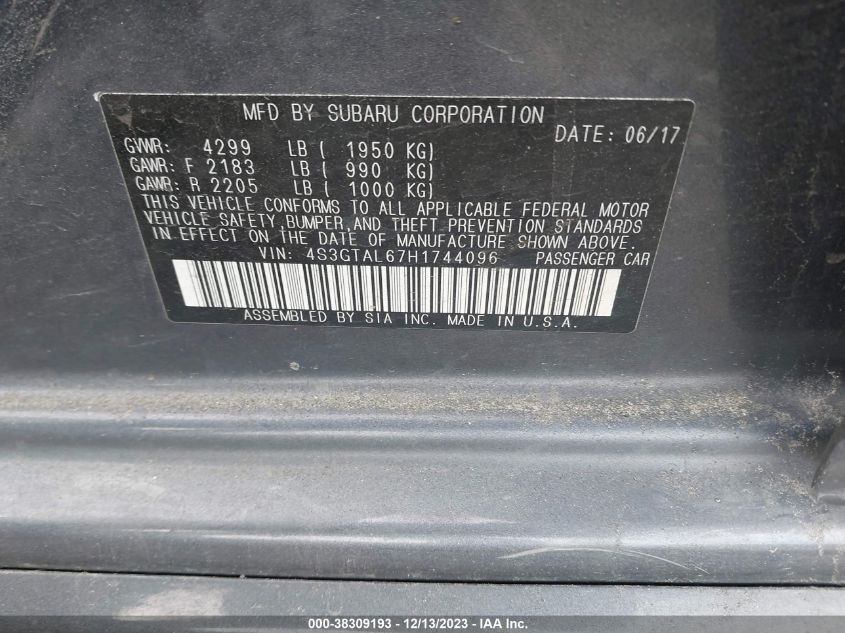 MFD BY SUBARU CORPORATION
DATE: 06/17
GVWR: 4299 LB ( 1950 KG)
GAWR: F 2183 LB ( 990 KG)
GAWR: R 2205 LB ( 1000 KG)
THIS VEHICLE CONFORMS TO ALL APPLICABLE FEDERAL MOTOR
VEHICLE SAFETY, BUMPER, AND THEFT PREVENTION STANDARDS
IN EFFECT ON THE DATE OF MANUFACTURE SHOWN ABOVE.
VIN: 4S3GTAL67H1744096 PASSENGER CAR
ASSEMBLED BY SIA INC. MADE IN U.S.A.
000-38309193 - 12/13/2023 - IAA Inc.